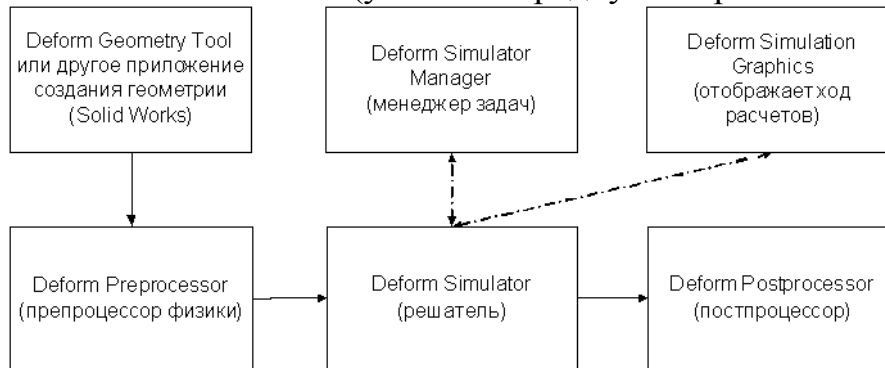 Deform Geometry Tool
или другое приложение
создания геометрии
(Solid Works)
Deform Simulator
Manager
(менеджер задач)
Deform Simulation
Graphics
(отображает ход
расчетов)
Deform Preprocessor
(препроцессор физики)
Deform Simulator
(решатель)
Deform Postprocessor
(постпроцессор)